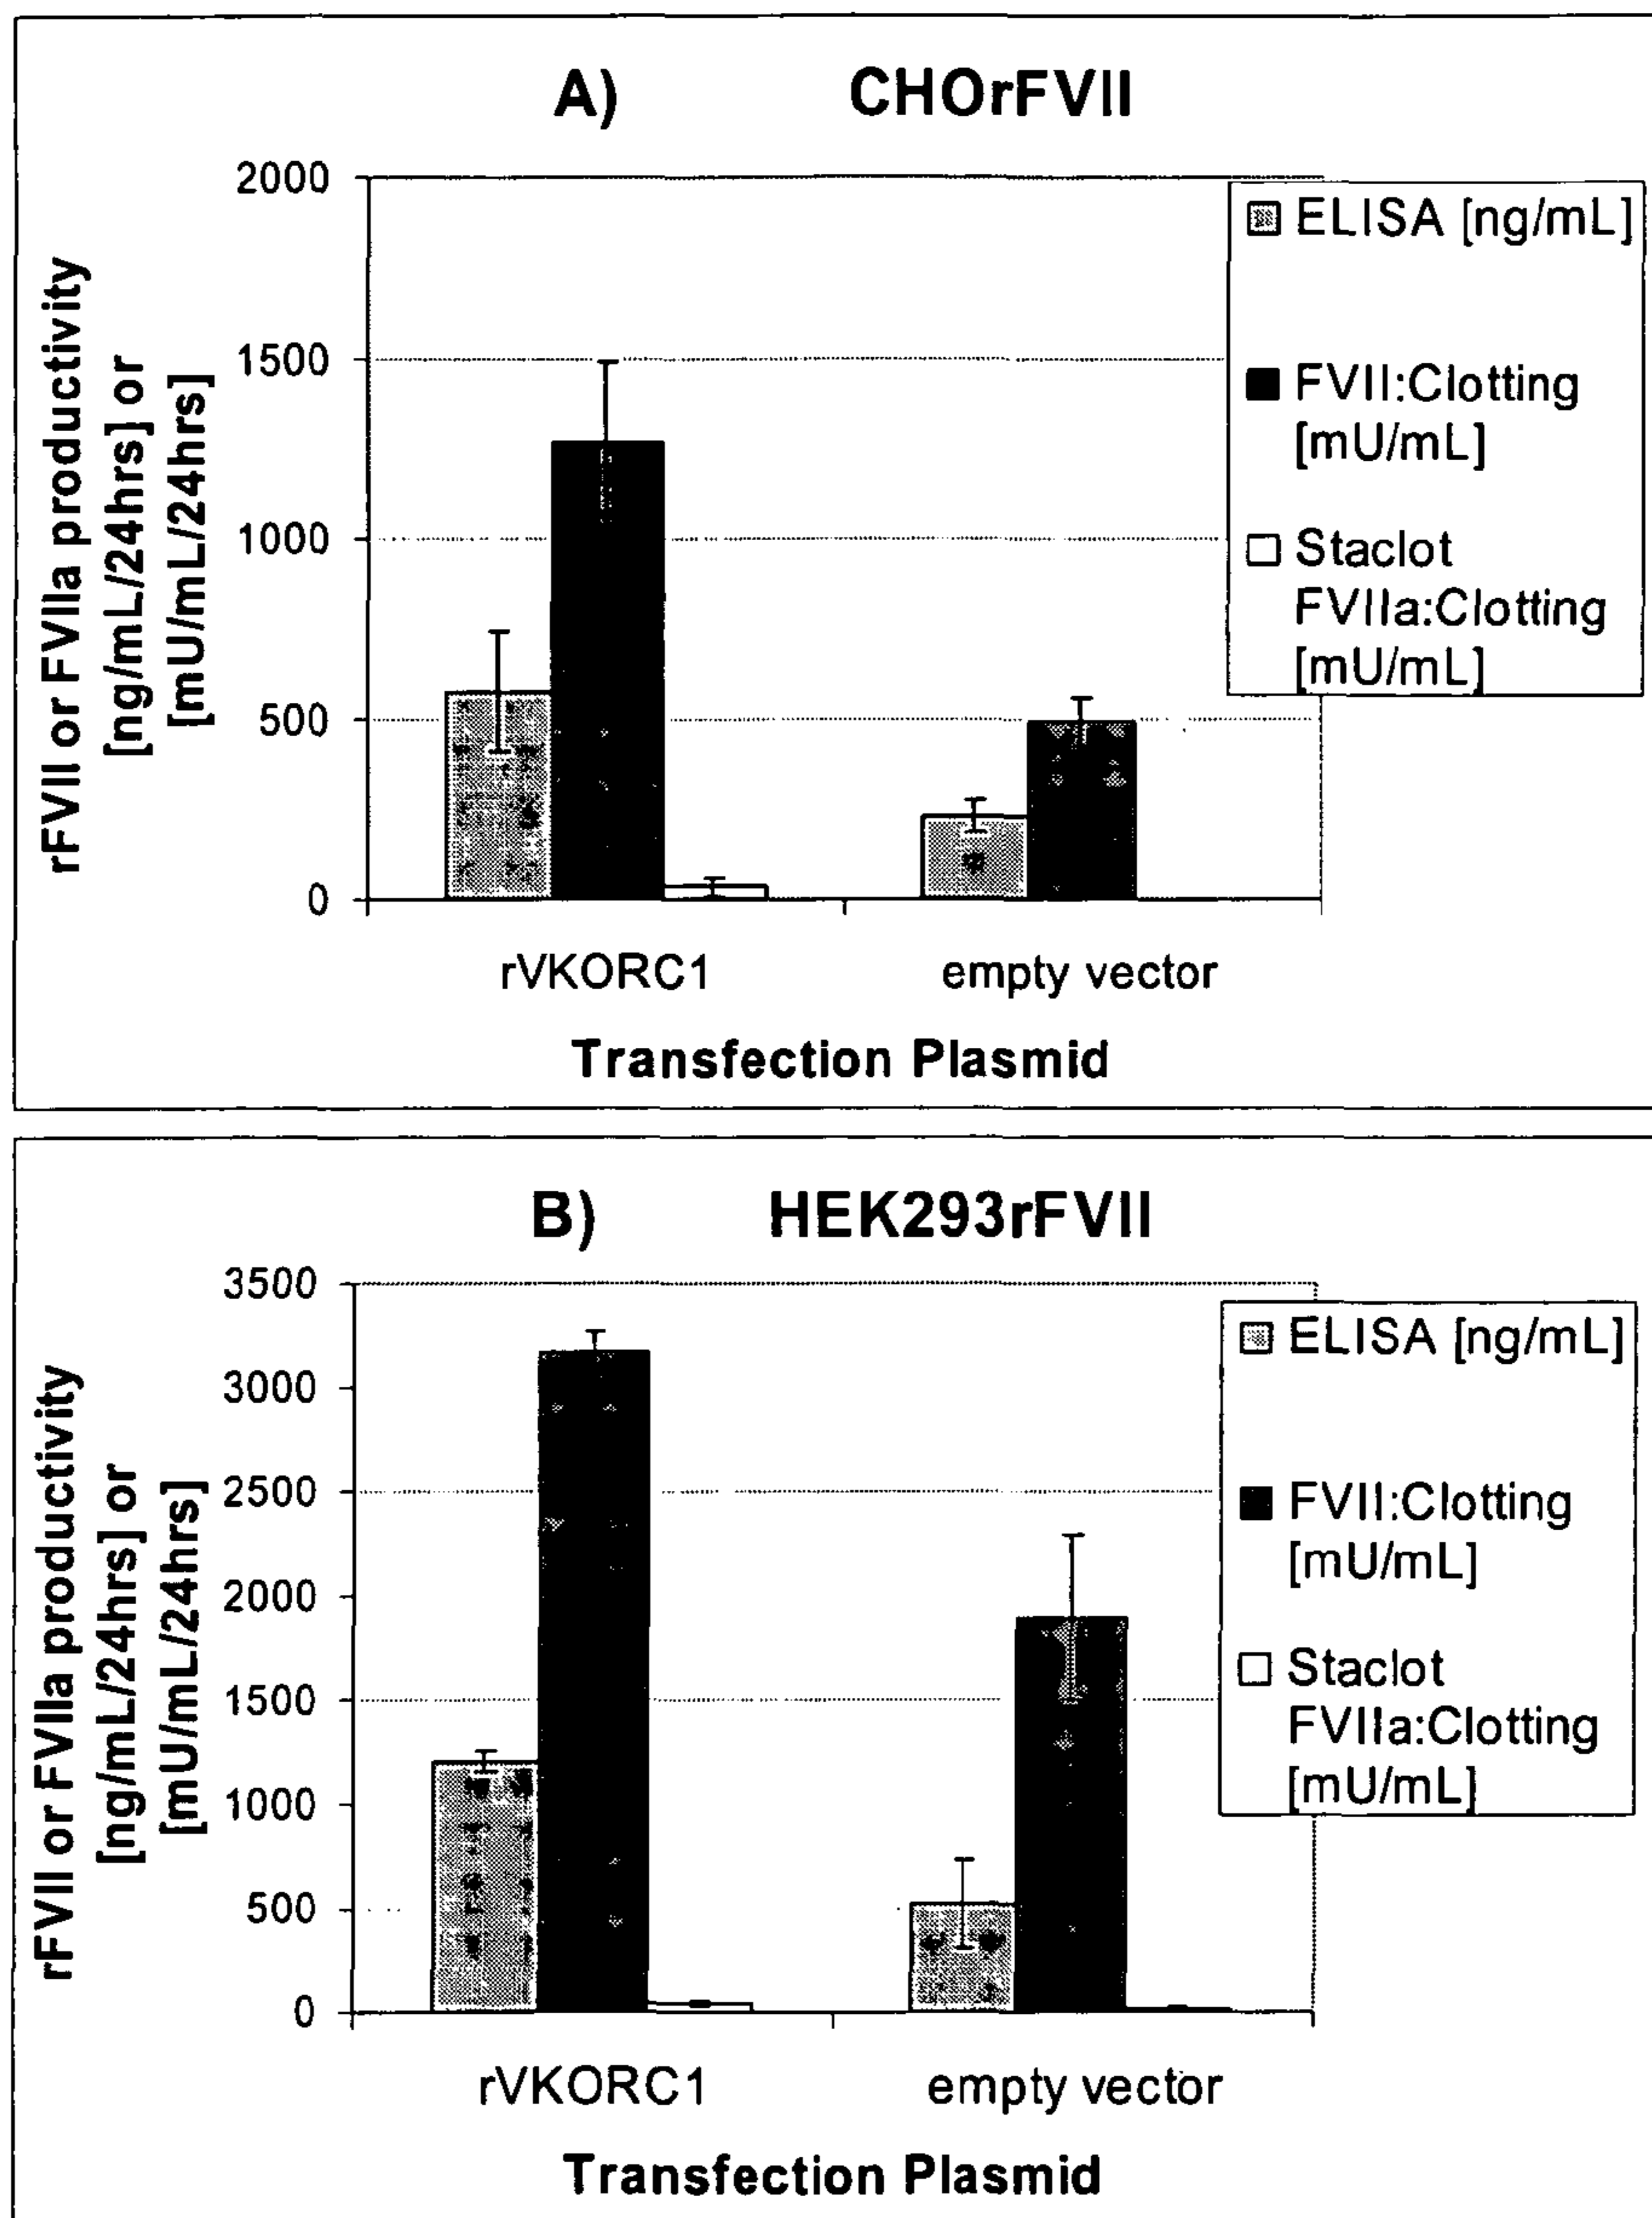 A) CHOrFVII
rFVII or FVIIa productivity
[ng/mL/24hrs] or
[mU/mL/24hrs]
2000
1500
1000
500
0
ELISA [ng/mL]
FVII:Clotting
[mU/mL]
Staclot
FVIIa:Clotting
[mU/mL]
rVKORC1 empty vector
Transfection Plasmid
B) HEK293rFVII
rFVII or FVIIa productivity
[ng/mL/24hrs] or
[mU/mL/24hrs]
3500
3000
2500
2000
1500
1000
500
0
ELISA [ng/mL]
FVII:Clotting
[mU/mL]
Staclot
FVIIa:Clotting
[mU/mL]
rVKORC1 empty vector
Transfection Plasmid